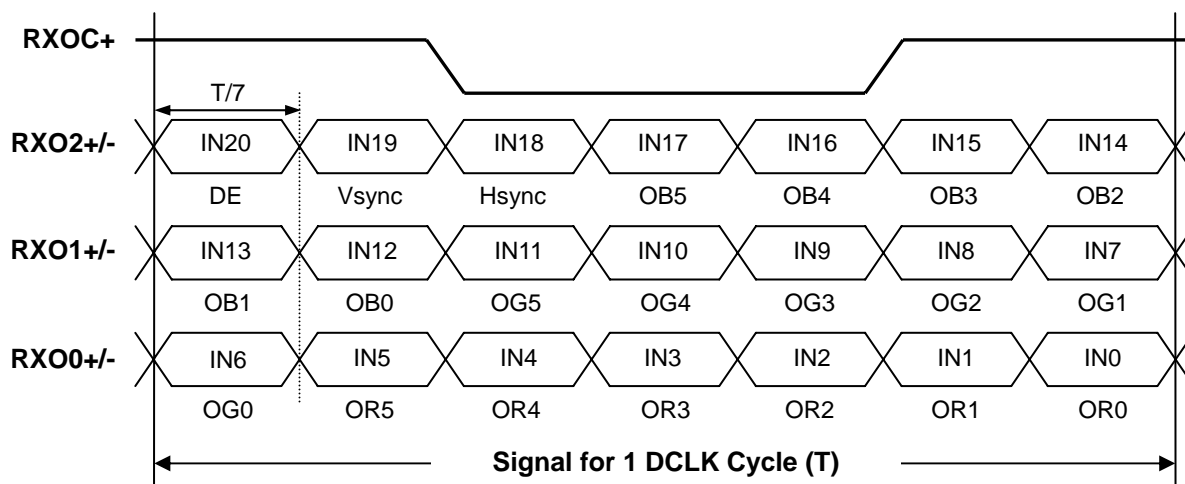 RXOC+
T/7
RXO2+/- IN20 IN19 IN18 IN17 IN16 IN15 IN14
DE Vsync Hsync OB5 OB4 OB3 OB2
RXO1+/- IN13 IN12 IN11 IN10 IN9 IN8 IN7
OB1 OB0 OG5 OG4 OG3 OG2 OG1
RXO0+/- IN6 IN5 IN4 IN3 IN2 IN1 IN0
OG0 OR5 OR4 OR3 OR2 OR1 OR0
Signal for 1 DCLK Cycle (T)